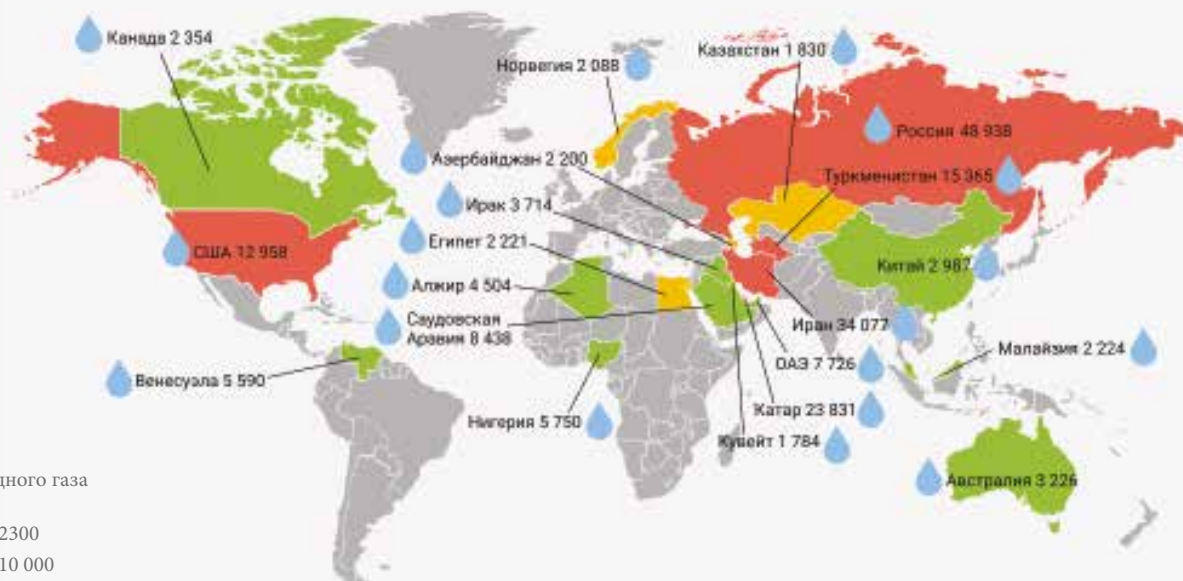 Канада 2 354
Норвегия 2 088
Казахстан 1 830
Россия 48 938
Азербайджан 2 200
Туркменистан 15 365
Ирак 3 714
Египет 2 221
США 12 958
Китай 2 987
Алжир 4 504
Саудовская
Аравия 8 438
Иран 34 077
Малайзия 2 224
ОАЭ 7 726
Венесуэла 5 590
Катар 23 831
Нигерия 5 750
Кувейт 1 784
Австралия 3 226
дного газа
2300
10 000